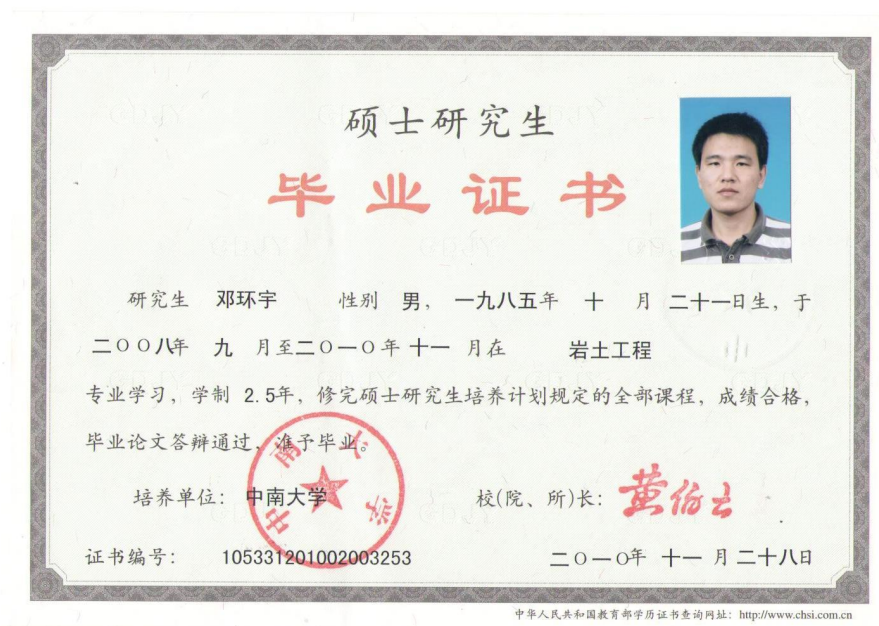 硕士研究生
毕业证书
研究生 邓环宇 性别 男，一九八五年 十 月 二十一日生，于
二〇〇八年 九 月至二〇一〇年 十一 月在 岩土工程
专业学习，学制 2.5年，修完硕士研究生培养计划规定的全部课程，成绩合格，
毕业论文答辩通过，准予毕业。
中南大学
培养单位：中南大学 校(院、所)长：黄伯云
证书编号：105331201002003253 二〇一〇年 十一 月 二十八日
中华人民共和国教育部学历证书查询网址：http://www.chsi.com.cn